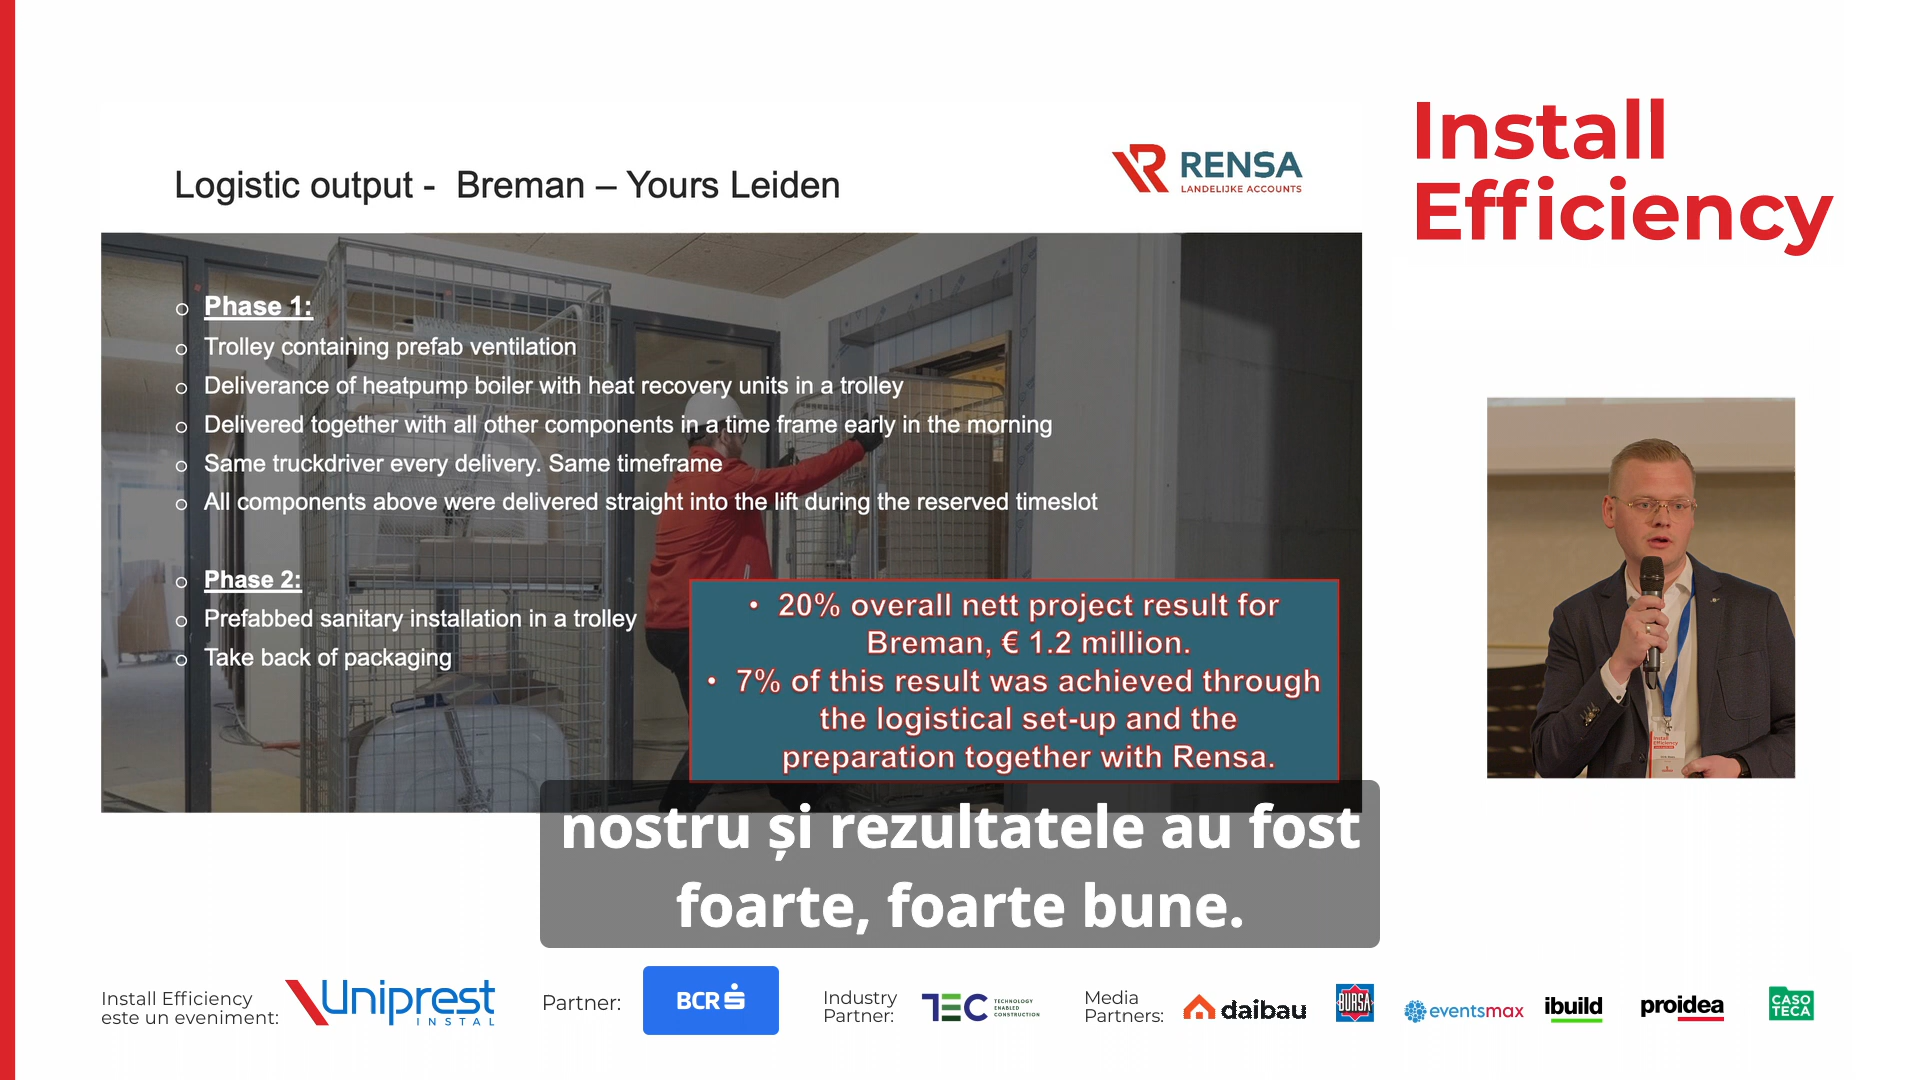 Install
Efficiency
RENSA
LANDELIJKE ACCOUNTS
Logistic output - Breman – Yours Leiden
o Phase 1:
o Trolley containing prefab ventilation
o Deliverance of heatpump boiler with heat recovery units in a trolley
o Delivered together with all other components in a time frame early in the morning
o Same truckdriver every delivery. Same timeframe
o All components above were delivered straight into the lift during the reserved timeslot
o Phase 2:
o Prefabbed sanitary installation in a trolley
o Take back of packaging
• 20% overall nett project result for
Breman, € 1.2 million.
• 7% of this result was achieved through
the logistical set-up and the
preparation together with Rensa.
nostru și rezultatele au fost
foarte, foarte bune.
Install Efficiency
este un eveniment:
Uniprest
INSTAL
Partner:
BCR
Industry
Partner:
TEC
TECHNOLOGY
ENABLED
CONSTRUCTION
Media
Partners:
daibau
BURSA
eventsmax
ibuild
proidea
CASO
TECA